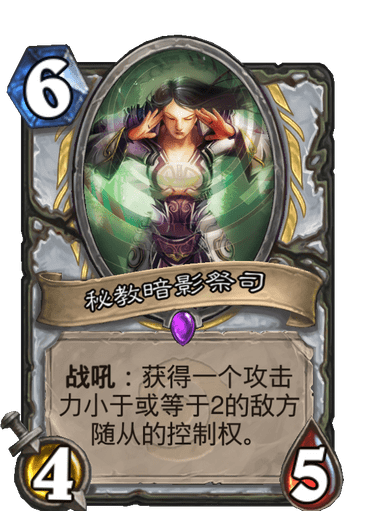 6
秘教暗影祭司
战吼：获得一个攻击
力小于或等于2的敌方
随从的控制权。
4
5